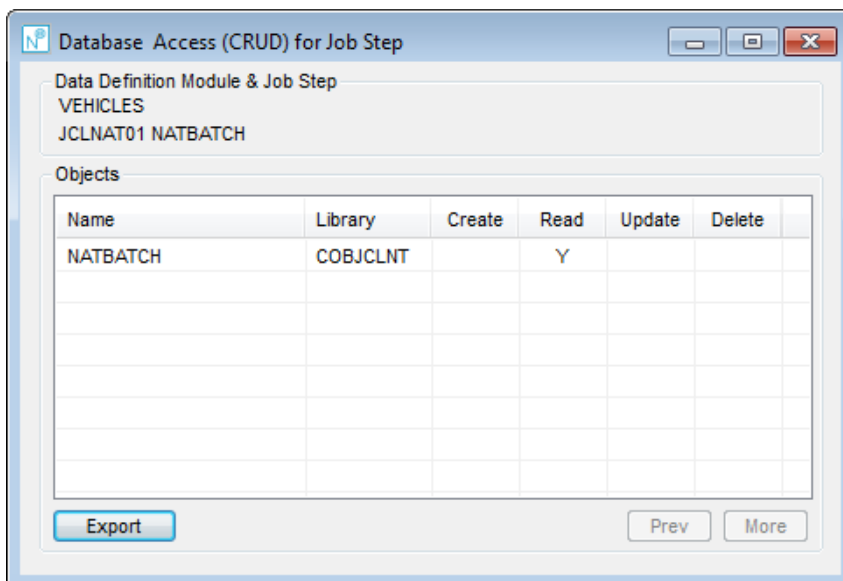 N Database Access (CRUD) for Job Step
Data Definition Module & Job Step
VEHICLES
JCLNAT01 NATBATCH
Objects
Name Library Create Read Update Delete
NATBATCH COBJCLNT Y
Export Prev More